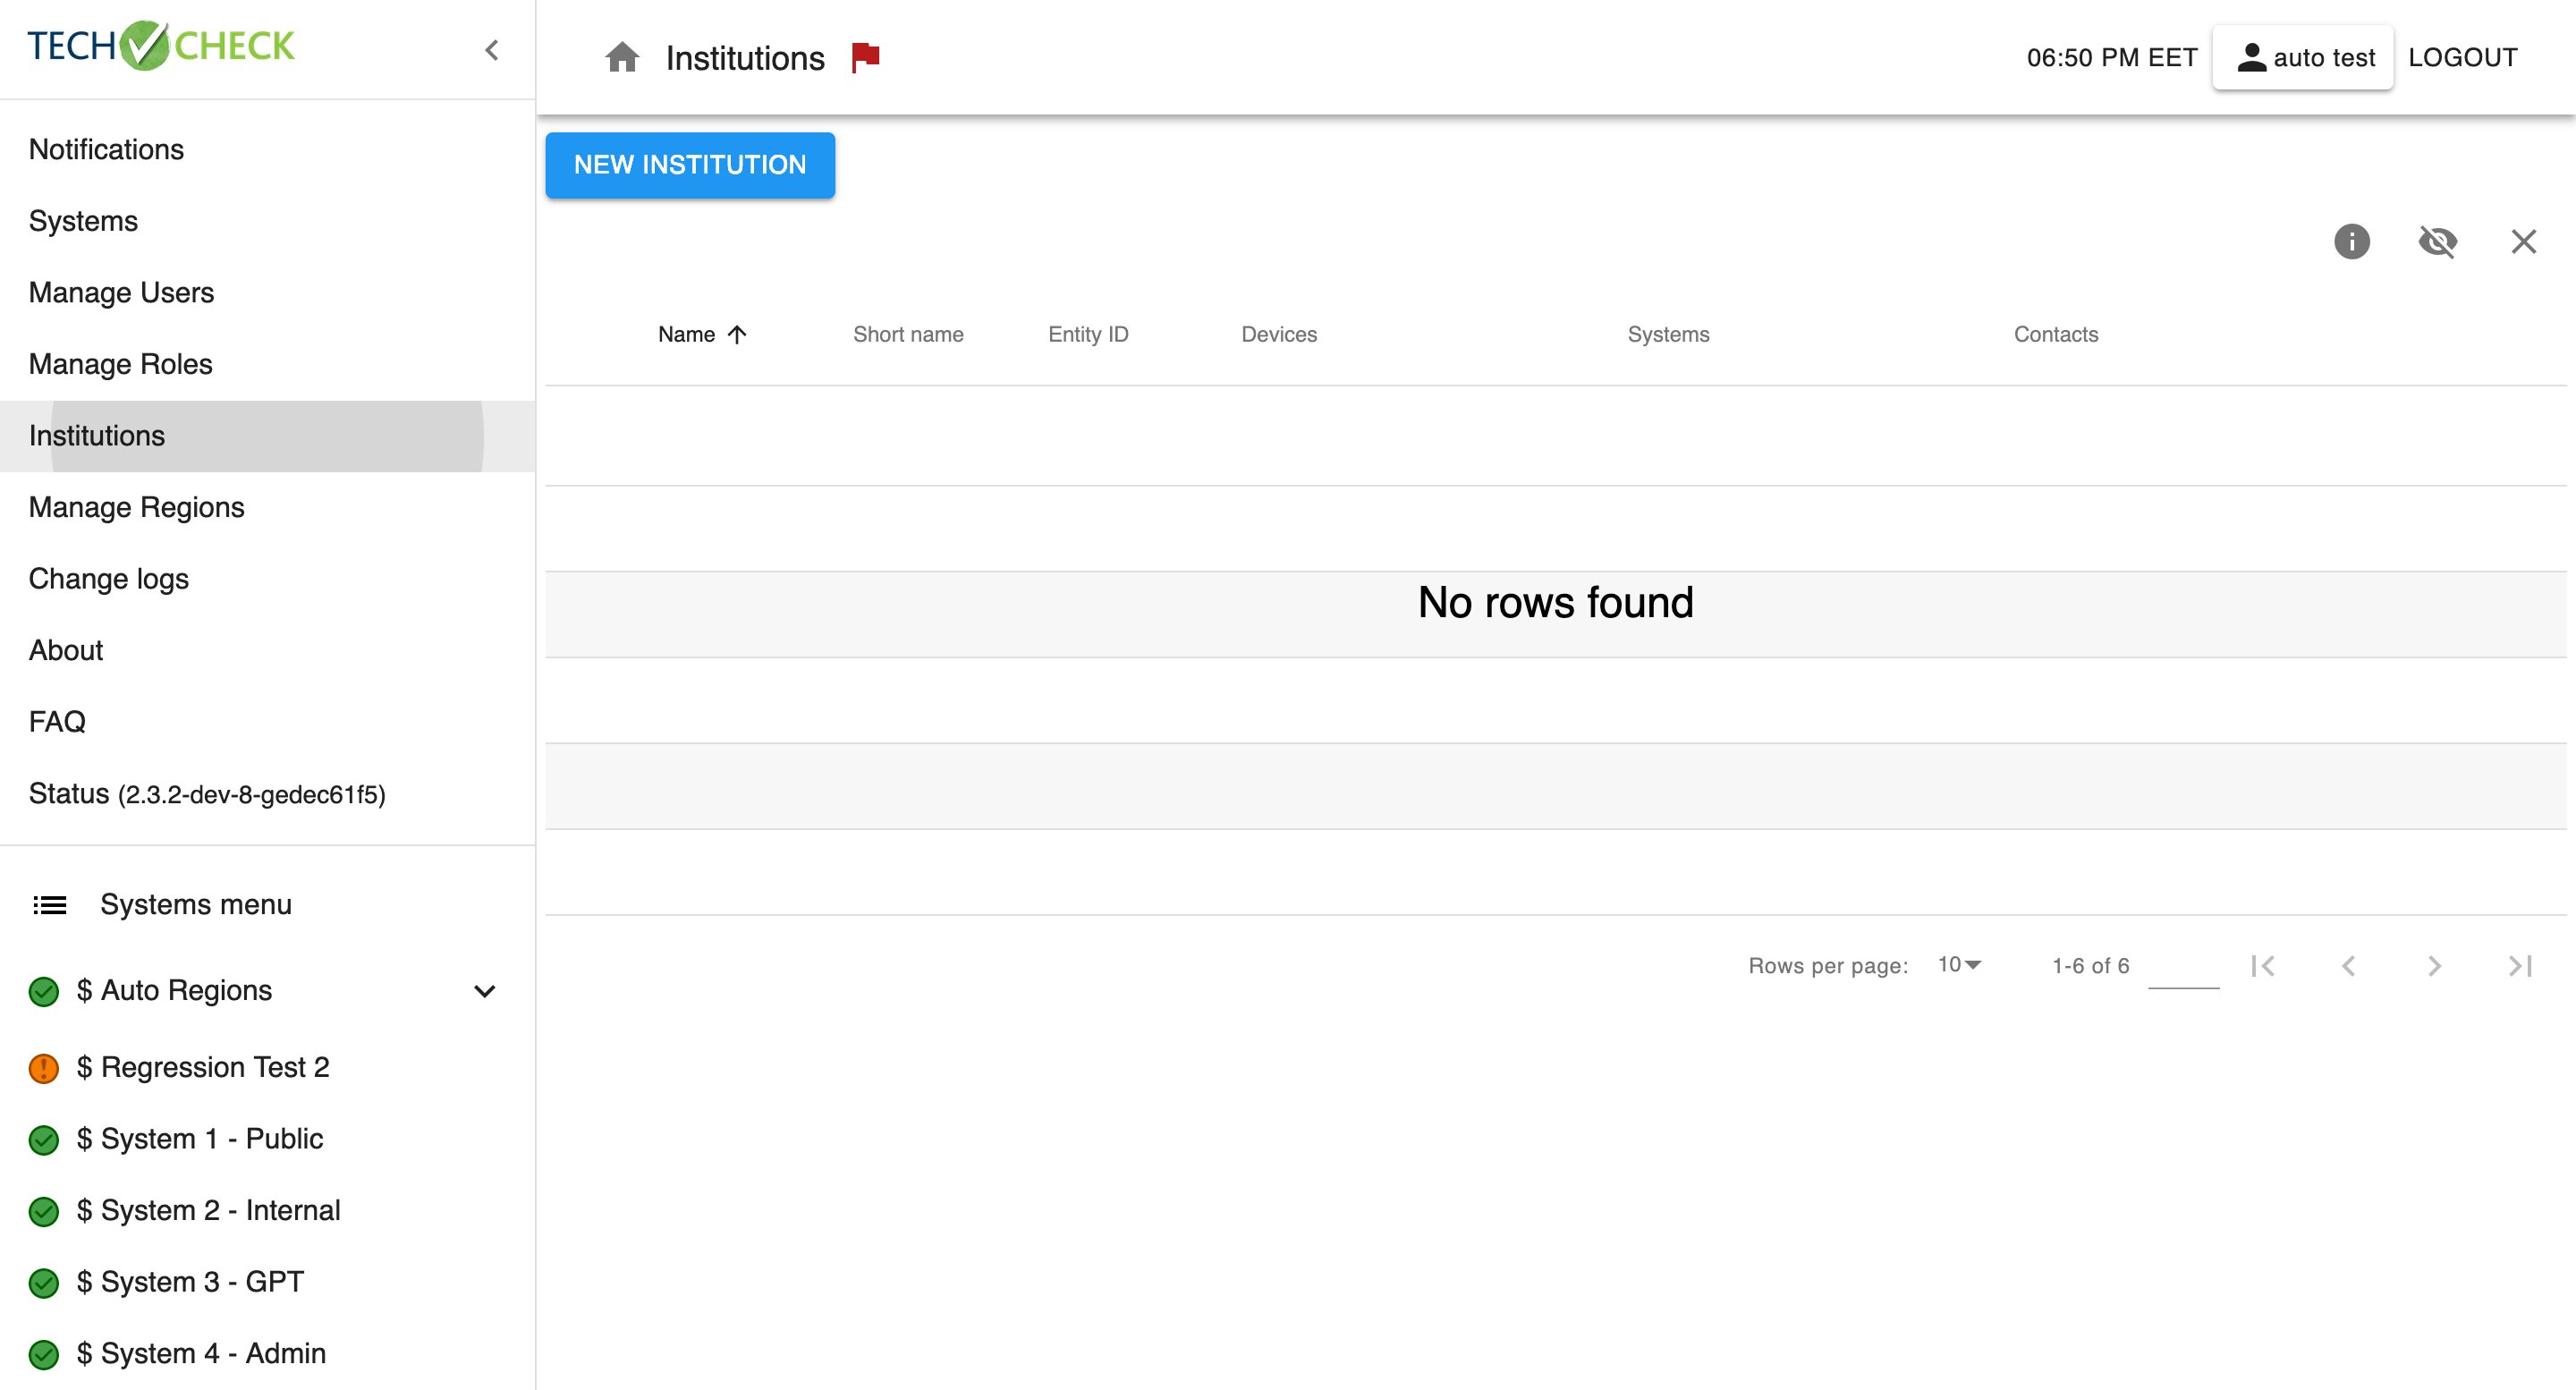 TECH CHECK
Institutions
06:50 PM EET
auto test
LOGOUT
Notifications
Systems
Manage Users
Manage Roles
Institutions
Manage Regions
Change logs
About
FAQ
Status (2.3.2-dev-8-gedec61f5)
Systems menu
$ Auto Regions
$ Regression Test 2
$ System 1 - Public
$ System 2 - Internal
$ System 3 - GPT
$ System 4 - Admin
NEW INSTITUTION
Name Short name Entity ID Devices Systems Contacts
No rows found
Rows per page: 10 1-6 of 6